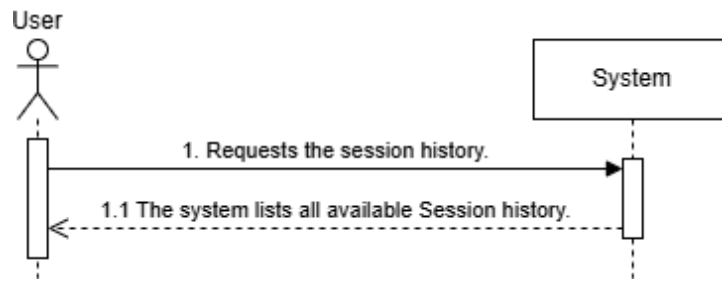 User
System
1. Requests the session history.
1.1 The system lists all available Session history.